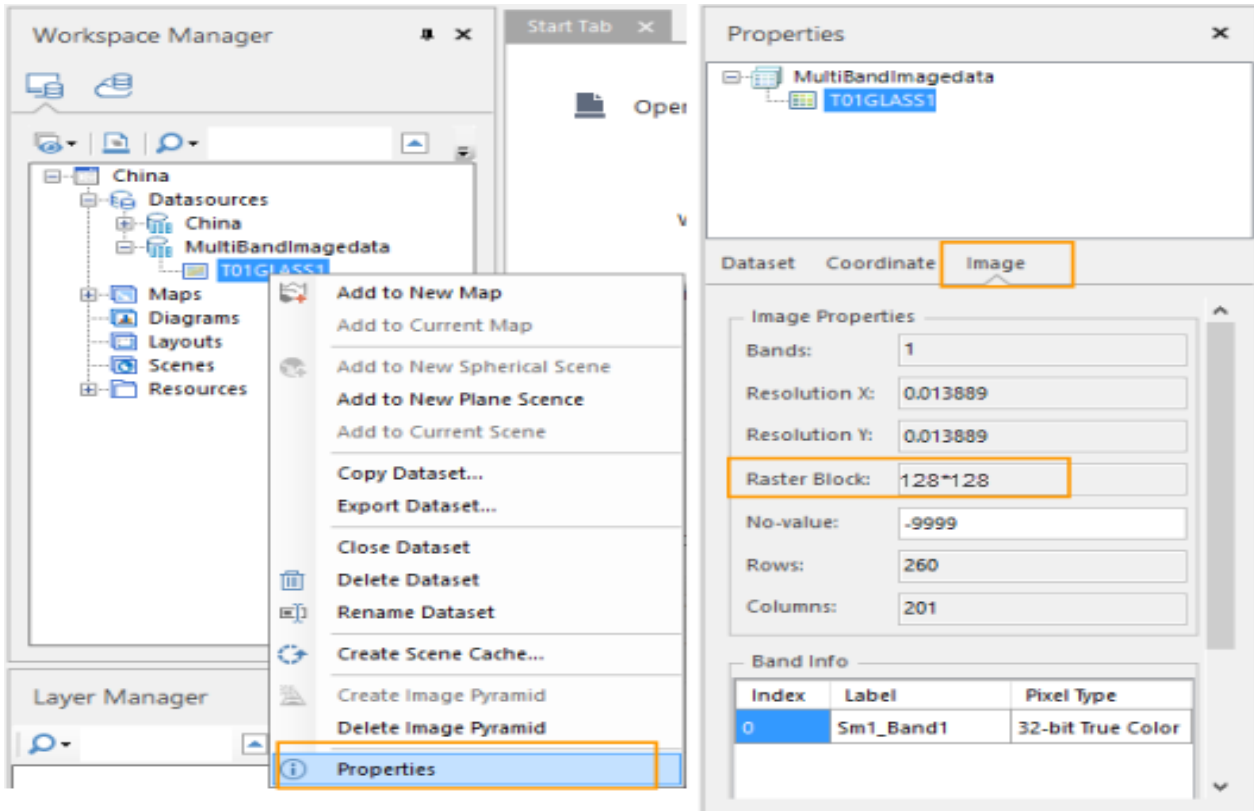 Workspace Manager
China
Datasources
China
MultiBandImagedata
T01GLASS1
Maps
Diagrams
Layouts
Scenes
Resources
Layer Manager
Start Tab
Oper
Add to New Map
Add to Current Map
Add to New Spherical Scene
Add to New Plane Scence
Add to Current Scene
Copy Dataset...
Export Dataset...
Close Dataset
Delete Dataset
Rename Dataset
Create Scene Cache...
Create Image Pyramid
Delete Image Pyramid
Properties
Properties
MultiBandImagedata
T01GLASS1
Dataset Coordinate Image
Image Properties
Bands: 1
Resolution X: 0.013889
Resolution Y: 0.013889
Raster Block: 128*128
No-value: -9999
Rows: 260
Columns: 201
Band Info
Index Label Pixel Type
0 Sm1_Band1 32-bit True Color